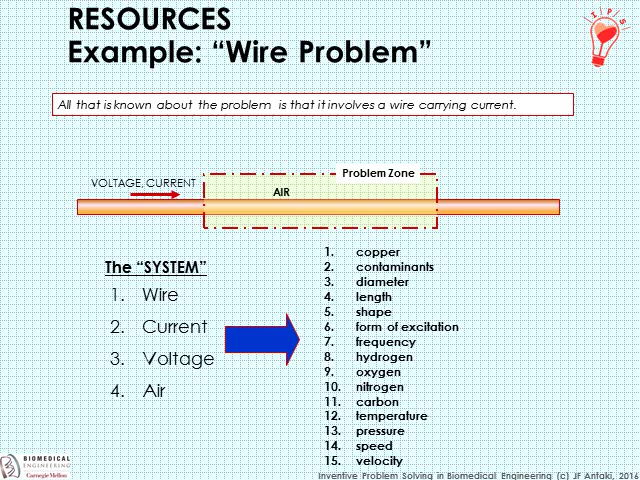 RESOURCES
Example: “Wire Problem”
I P S
All that is known about the problem is that it involves a wire carrying current.
Problem Zone
VOLTAGE, CURRENT
AIR
The “SYSTEM”
1. Wire
2. Current
3. Voltage
4. Air
1. copper
2. contaminants
3. diameter
4. length
5. shape
6. form of excitation
7. frequency
8. hydrogen
9. oxygen
10. nitrogen
11. carbon
12. temperature
13. pressure
14. speed
15. velocity
BIOMEDICAL
ENGINEERING
Carnegie Mellon
Inventive Problem Solving in Biomedical Engineering (c) JF Antaki, 2016